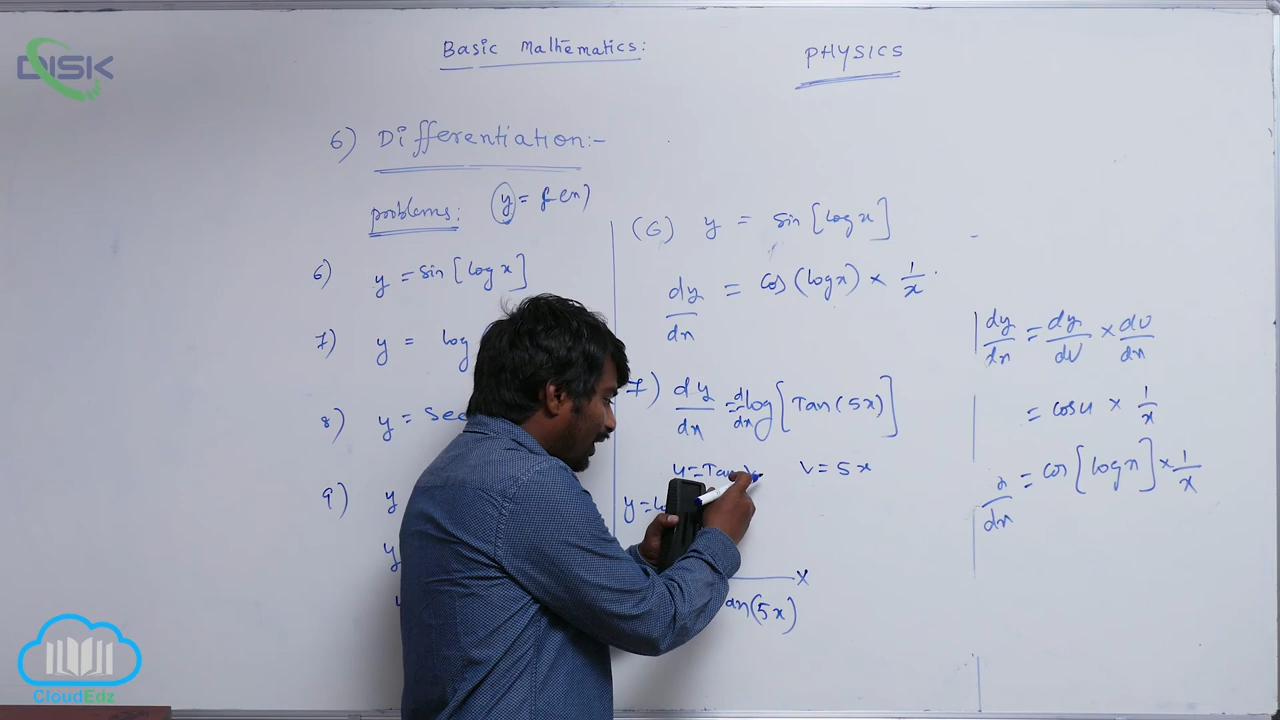 DISK
Basic Mathematics:
PHYSICS
6) Differentiation:-
problems: y = f(x)
6) y = sin [log x]
7) y = log
8) y = Sec
9) y
y
(6) y = sin [log x]
dy/dx = cos (log x) × 1/x
7) dy/dx = d/dx log [Tan (5x)]
u = Tan v = 5x
y = lo
x
an(5x)
dy/dx = dy/dU × dU/dx
= cos u × 1/x
/dx = cos [log x] × 1/x
CloudEdz